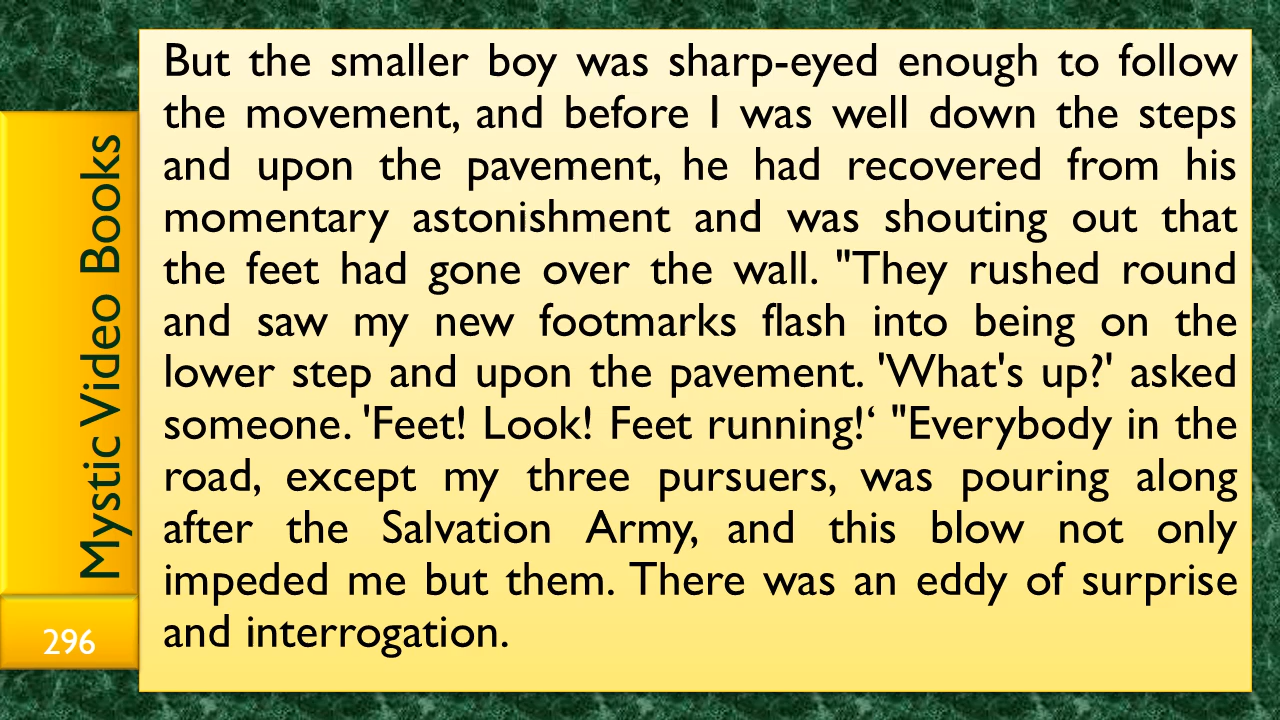 But the smaller boy was sharp-eyed enough to follow
the movement, and before I was well down the steps
and upon the pavement, he had recovered from his
momentary astonishment and was shouting out that
the feet had gone over the wall. "They rushed round
and saw my new footmarks flash into being on the
lower step and upon the pavement. 'What's up?' asked
someone. 'Feet! Look! Feet running!‘ "Everybody in the
road, except my three pursuers, was pouring along
after the Salvation Army, and this blow not only
impeded me but them. There was an eddy of surprise
and interrogation.
Mystic Video Books
296